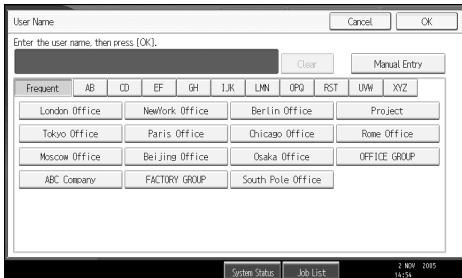 User Name Cancel OK
Enter the user name, then press [OK].
Clear Manual Entry
Frequent AB CD EF GH IJK LMN OPQ RST UVW XYZ
London Office NewYork Office Berlin Office Project
Tokyo Office Paris Office Chicago Office Rome Office
Moscow Office Beijing Office Osaka Office OFFICE GROUP
ABC Company FACTORY GROUP South Pole Office
System Status Job List 2 NOV 2005
14:54